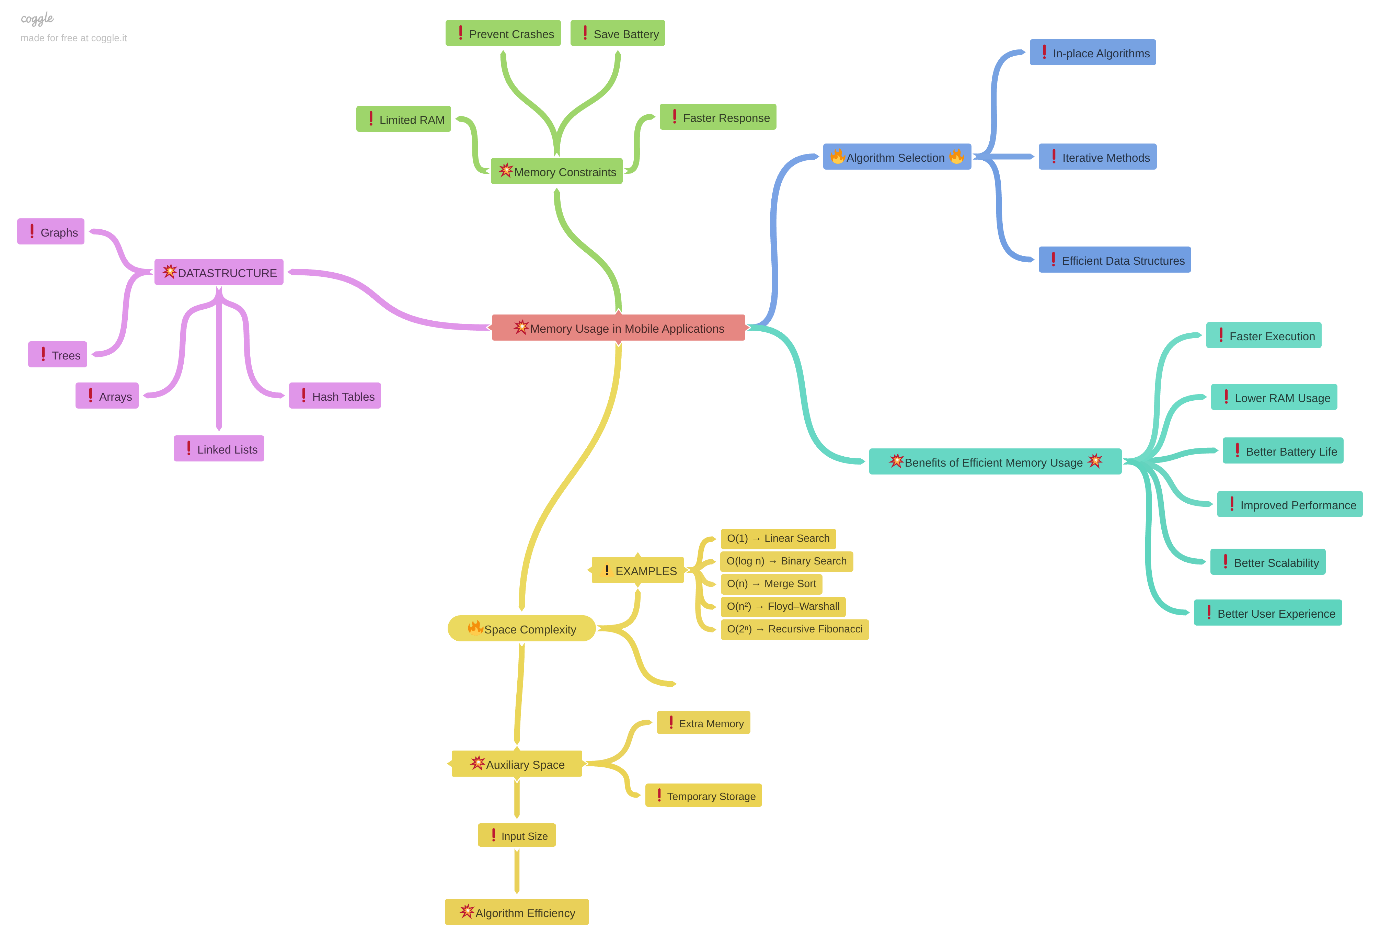 coggle
made for free at coggle.it
❗ Prevent Crashes
❗ Save Battery
❗ Limited RAM
❗ Faster Response
💥Memory Constraints
🔥Algorithm Selection 🔥
❗ In-place Algorithms
❗ Iterative Methods
❗ Efficient Data Structures
❗ Graphs
💥DATASTRUCTURE
❗ Trees
❗ Arrays
❗ Linked Lists
❗ Hash Tables
💥Memory Usage in Mobile Applications
💥Benefits of Efficient Memory Usage 💥
❗ Faster Execution
❗ Lower RAM Usage
❗ Better Battery Life
❗ Improved Performance
❗ Better Scalability
❗ Better User Experience
🔥Space Complexity
! EXAMPLES
O(1) → Linear Search
O(log n) → Binary Search
O(n) → Merge Sort
O(n²) → Floyd–Warshall
O(2ⁿ) → Recursive Fibonacci
💥Auxiliary Space
❗ Extra Memory
❗ Temporary Storage
❗ Input Size
💥Algorithm Efficiency